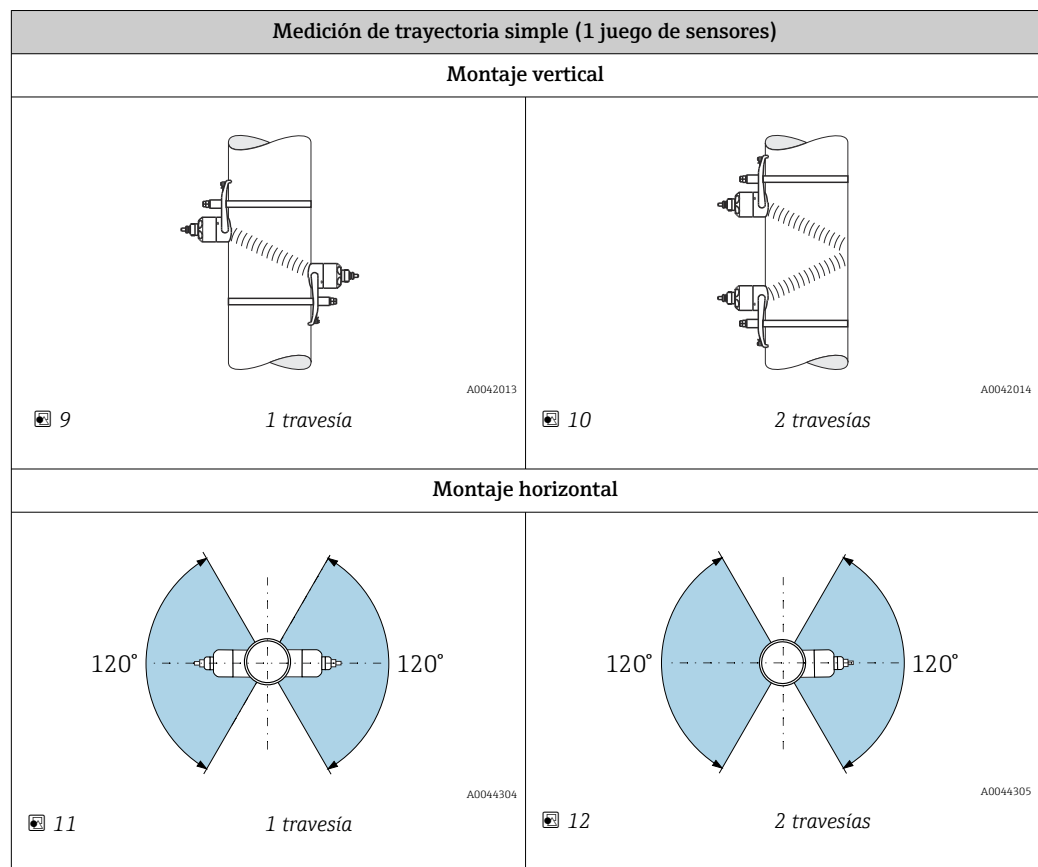 Medición de trayectoria simple (1 juego de sensores)
Montaje vertical
A0042013
9 1 travesía
A0042014
10 2 travesías
Montaje horizontal
120° 120°
A0044304
11 1 travesía
120° 120°
A0044305
12 2 travesías